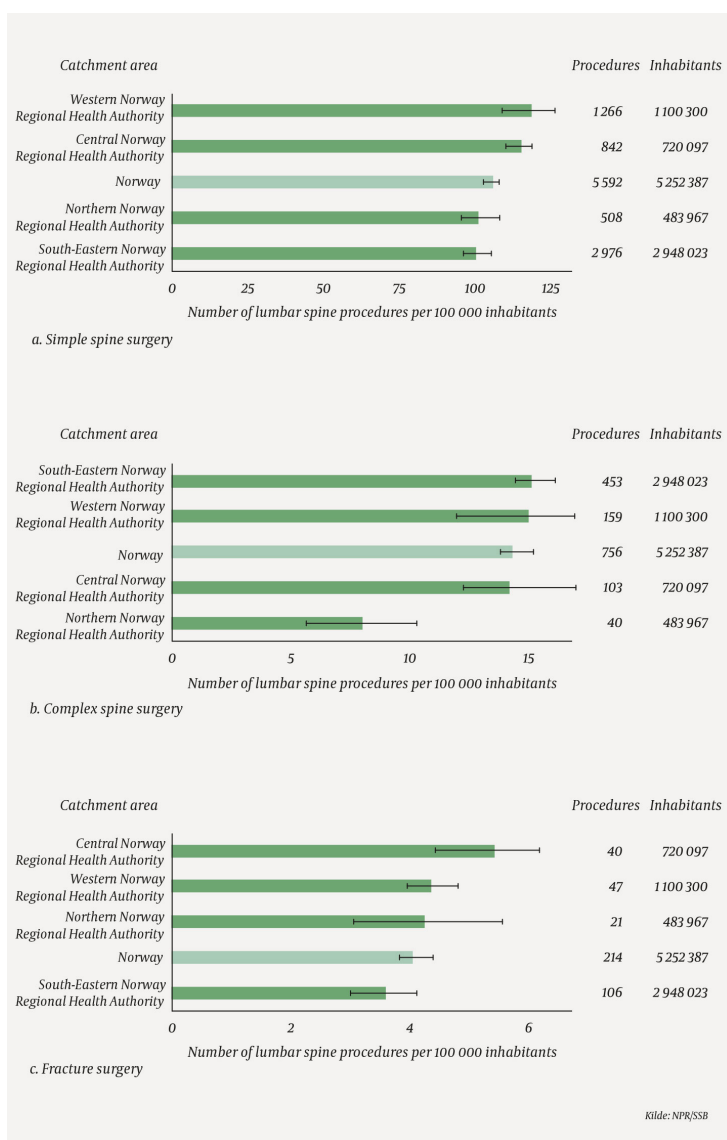 Catchment area Procedures Inhabitants
Western Norway
Regional Health Authority 1 266 1 100 300
Central Norway
Regional Health Authority 842 720 097
Norway 5 592 5 252 387
Northern Norway
Regional Health Authority 508 483 967
South-Eastern Norway
Regional Health Authority 2 976 2 948 023
0 25 50 75 100 125
Number of lumbar spine procedures per 100 000 inhabitants
a. Simple spine surgery
Catchment area Procedures Inhabitants
South-Eastern Norway
Regional Health Authority 453 2 948 023
Western Norway
Regional Health Authority 159 1 100 300
Norway 756 5 252 387
Central Norway
Regional Health Authority 103 720 097
Northern Norway
Regional Health Authority 40 483 967
0 5 10 15
Number of lumbar spine procedures per 100 000 inhabitants
b. Complex spine surgery
Catchment area Procedures Inhabitants
Central Norway
Regional Health Authority 40 720 097
Western Norway
Regional Health Authority 47 1 100 300
Northern Norway
Regional Health Authority 21 483 967
Norway 214 5 252 387
South-Eastern Norway
Regional Health Authority 106 2 948 023
0 2 4 6
Number of lumbar spine procedures per 100 000 inhabitants
c. Fracture surgery
Kilde: NPR/SSB